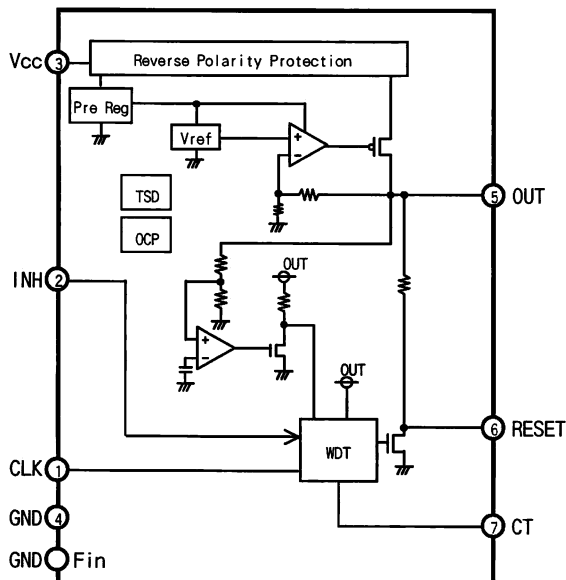 Vcc 3 Reverse Polarity Protection
Pre Reg
Vref
+
−
TSD
5 OUT
OCP
INH 2
OUT
+
−
OUT
6 RESET
WDT
CLK 1
GND 4
7 CT
GND Fin